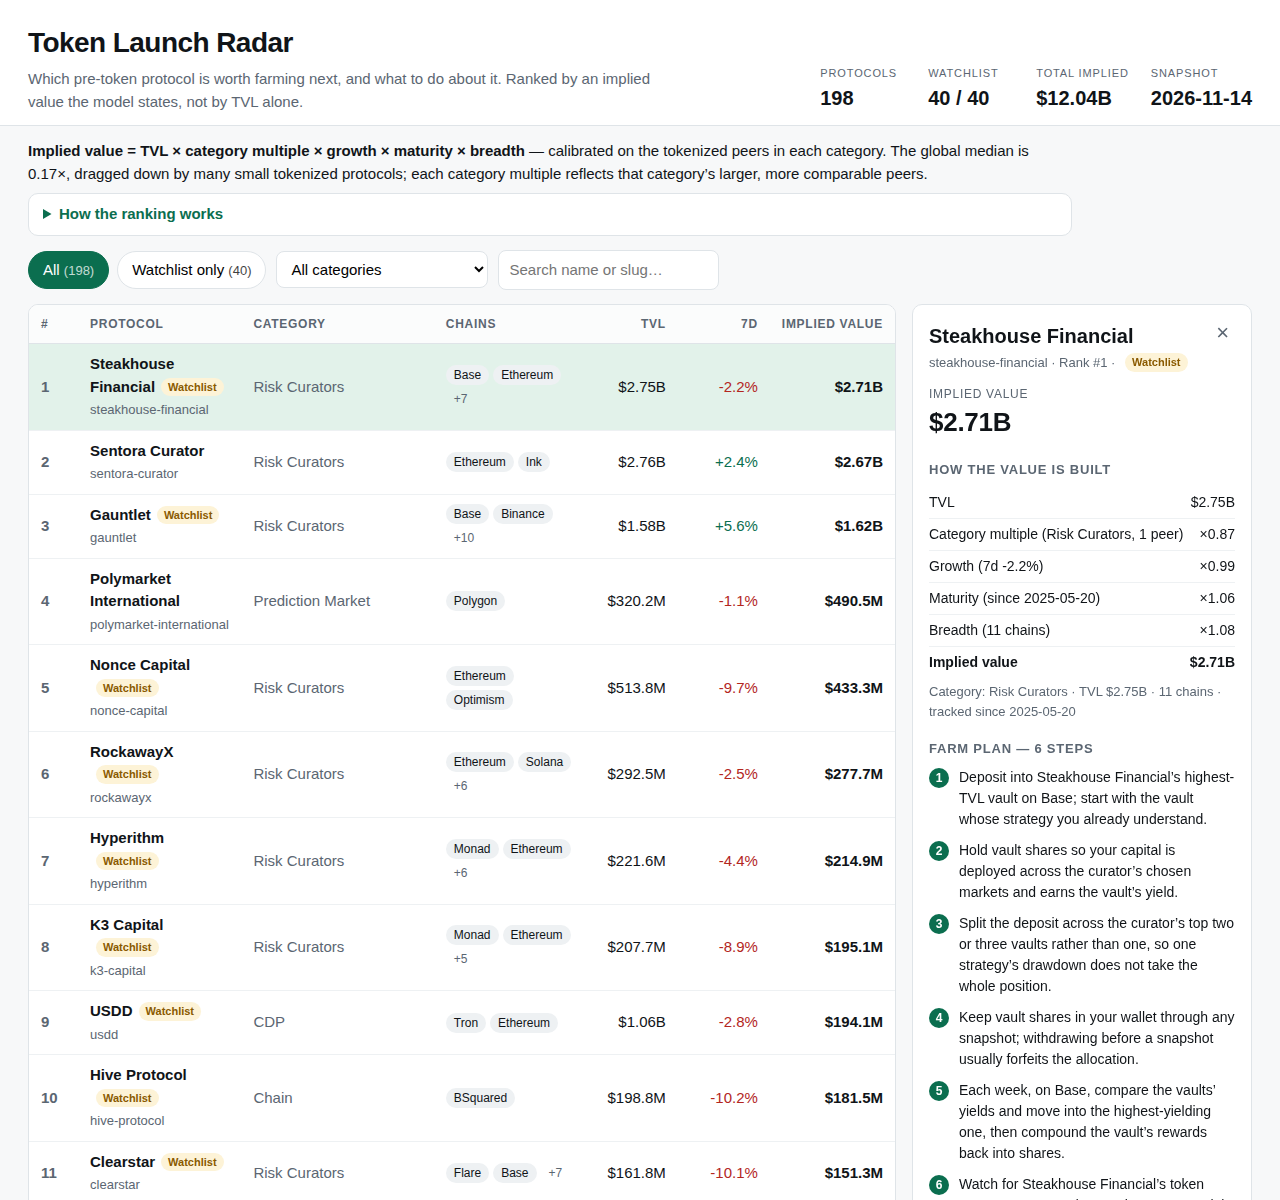 Token Launch Radar
Which pre-token protocol is worth farming next, and what to do about it. Ranked by an implied
value the model states, not by TVL alone.
PROTOCOLS
198
WATCHLIST
40 / 40
TOTAL IMPLIED
$12.04B
SNAPSHOT
2026-11-14
Implied value = TVL × category multiple × growth × maturity × breadth — calibrated on the tokenized peers in each category. The global median is
0.17×, dragged down by many small tokenized protocols; each category multiple reflects that category’s larger, more comparable peers.
▶ How the ranking works
All (198)
Watchlist only (40)
All categories
Search name or slug…
# PROTOCOL CATEGORY CHAINS TVL 7D IMPLIED VALUE
1
Steakhouse
Financial Watchlist
steakhouse-financial
Risk Curators
Base Ethereum
+7
$2.75B
-2.2%
$2.71B
2
Sentora Curator
sentora-curator
Risk Curators
Ethereum Ink
$2.76B
+2.4%
$2.67B
3
Gauntlet Watchlist
gauntlet
Risk Curators
Base Binance
+10
$1.58B
+5.6%
$1.62B
4
Polymarket
International
polymarket-international
Prediction Market
Polygon
$320.2M
-1.1%
$490.5M
5
Nonce Capital
Watchlist
nonce-capital
Risk Curators
Ethereum
Optimism
$513.8M
-9.7%
$433.3M
6
RockawayX
Watchlist
rockawayx
Risk Curators
Ethereum Solana
+6
$292.5M
-2.5%
$277.7M
7
Hyperithm
Watchlist
hyperithm
Risk Curators
Monad Ethereum
+6
$221.6M
-4.4%
$214.9M
8
K3 Capital
Watchlist
k3-capital
Risk Curators
Monad Ethereum
+5
$207.7M
-8.9%
$195.1M
9
USDD Watchlist
usdd
CDP
Tron Ethereum
$1.06B
-2.8%
$194.1M
10
Hive Protocol
Watchlist
hive-protocol
Chain
BSquared
$198.8M
-10.2%
$181.5M
11
Clearstar Watchlist
clearstar
Risk Curators
Flare Base +7
$161.8M
-10.1%
$151.3M
Steakhouse Financial
×
steakhouse-financial · Rank #1 · Watchlist
IMPLIED VALUE
$2.71B
HOW THE VALUE IS BUILT
TVL $2.75B
Category multiple (Risk Curators, 1 peer) ×0.87
Growth (7d -2.2%) ×0.99
Maturity (since 2025-05-20) ×1.06
Breadth (11 chains) ×1.08
Implied value $2.71B
Category: Risk Curators · TVL $2.75B · 11 chains ·
tracked since 2025-05-20
FARM PLAN — 6 STEPS
1 Deposit into Steakhouse Financial’s highest-
TVL vault on Base; start with the vault
whose strategy you already understand.
2 Hold vault shares so your capital is
deployed across the curator’s chosen
markets and earns the vault’s yield.
3 Split the deposit across the curator’s top two
or three vaults rather than one, so one
strategy’s drawdown does not take the
whole position.
4 Keep vault shares in your wallet through any
snapshot; withdrawing before a snapshot
usually forfeits the allocation.
5 Each week, on Base, compare the vaults’
yields and move into the highest-yielding
one, then compound the vault’s rewards
back into shares.
6 Watch for Steakhouse Financial’s token